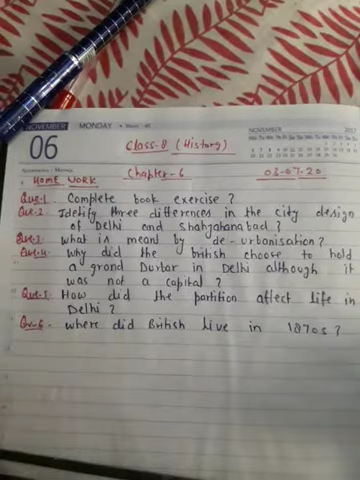 NOVEMBER MONDAY
NOVEMBER
06
Class-8 (History)
Chapter-6
03-07-20
HOME WORK
Que-1. Complete book exercise ?
Que-2. Idetify three differences in the city design
of Delhi and Shahjahanabad ?
Que-3. what is meant by de-urbanisation ?
Que-4. Why did the british choose to hold
a grand Durbar in Delhi although it
was not a capital ?
Que-5. How did the partition affect life in
Delhi ?
Qu-6. where did British live in 1870s ?